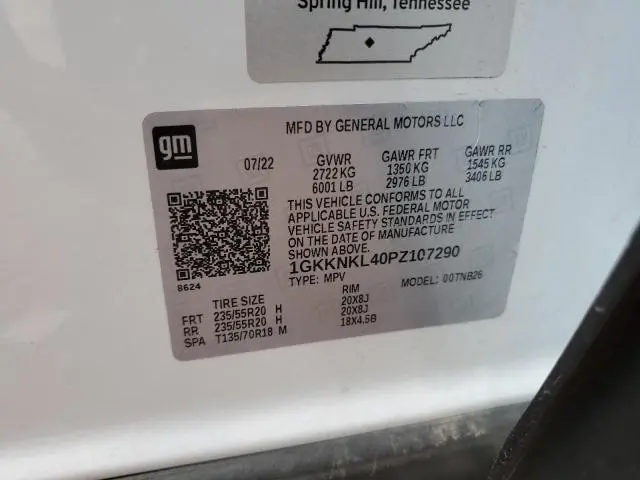 Spring Hill, Tennessee
gm
MFD BY GENERAL MOTORS LLC
07/22 GVWR GAWR FRT GAWR RR
2722 KG 1350 KG 1545 KG
6001 LB 2976 LB 3406 LB
THIS VEHICLE CONFORMS TO ALL
APPLICABLE U.S. FEDERAL MOTOR
VEHICLE SAFETY STANDARDS IN EFFECT
ON THE DATE OF MANUFACTURE SHOWN ABOVE.
1GKKNKL40PZ107290
8624
TYPE: MPV MODEL: 00TNB26
TIRE SIZE RIM
FRT 235/55R20 H 20X8J
RR 235/55R20 H 20X8J
SPA T135/70R18 M 18X4.5B